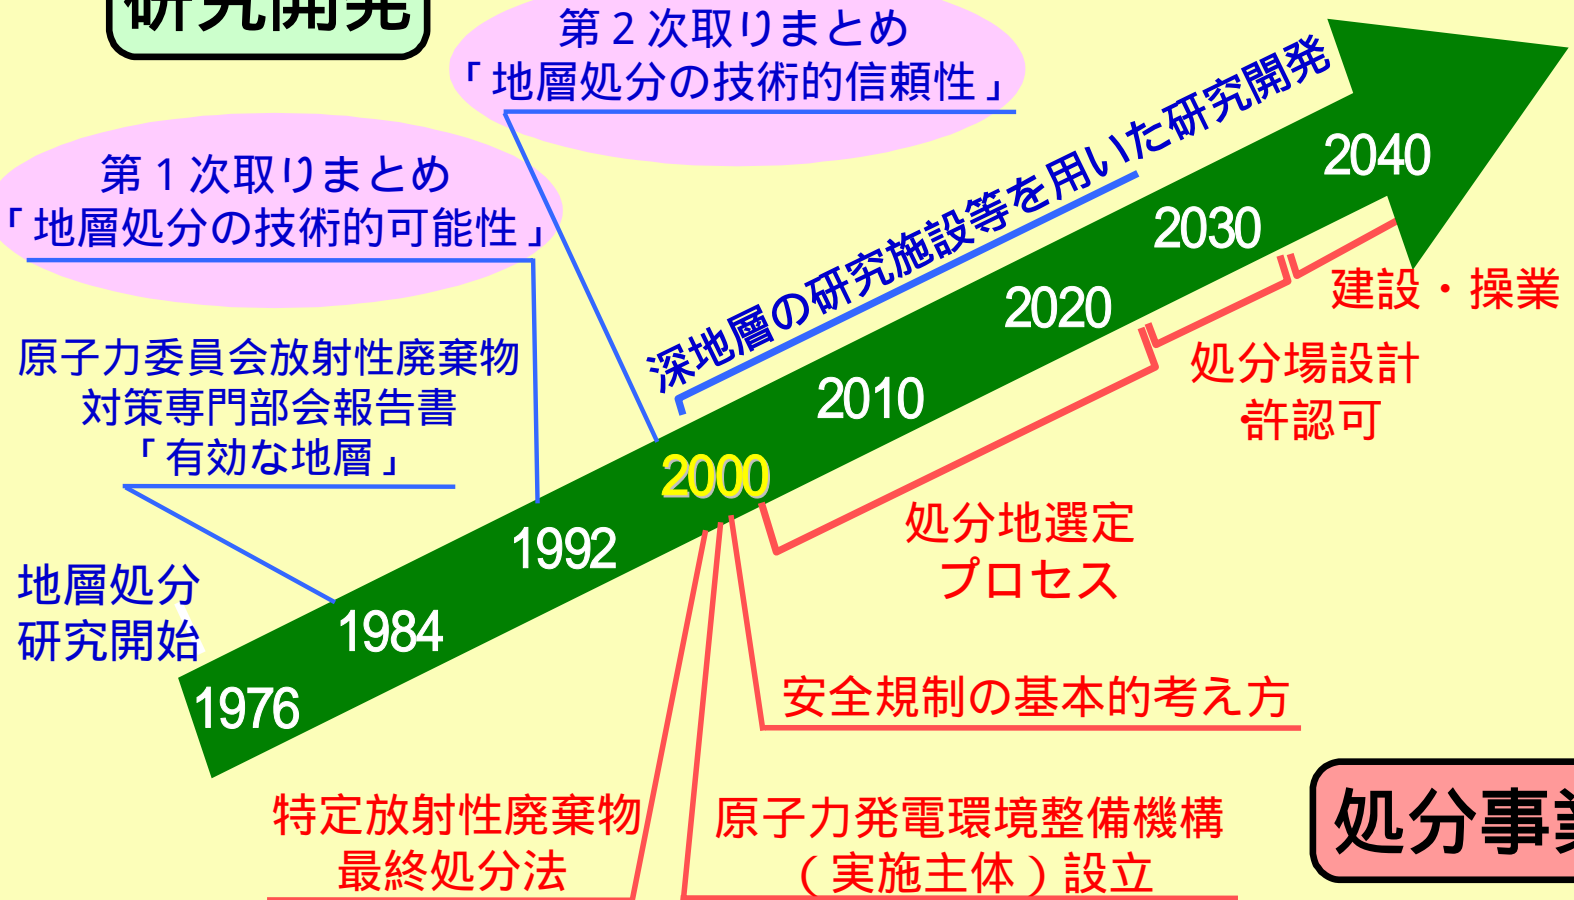 研究開発
第２次取りまとめ
「地層処分の技術的信頼性」
第１次取りまとめ
「地層処分の技術的可能性」
深地層の研究施設等を用いた研究開発
原子力委員会放射性廃棄物
対策専門部会報告書
「有効な地層」
地層処分
研究開始
1976
1984
1992
2000
2010
2020
2030
2040
建設・操業
処分場設計
・許認可
処分地選定
プロセス
安全規制の基本的考え方
特定放射性廃棄物
最終処分法
原子力発電環境整備機構
（実施主体）設立
処分事業